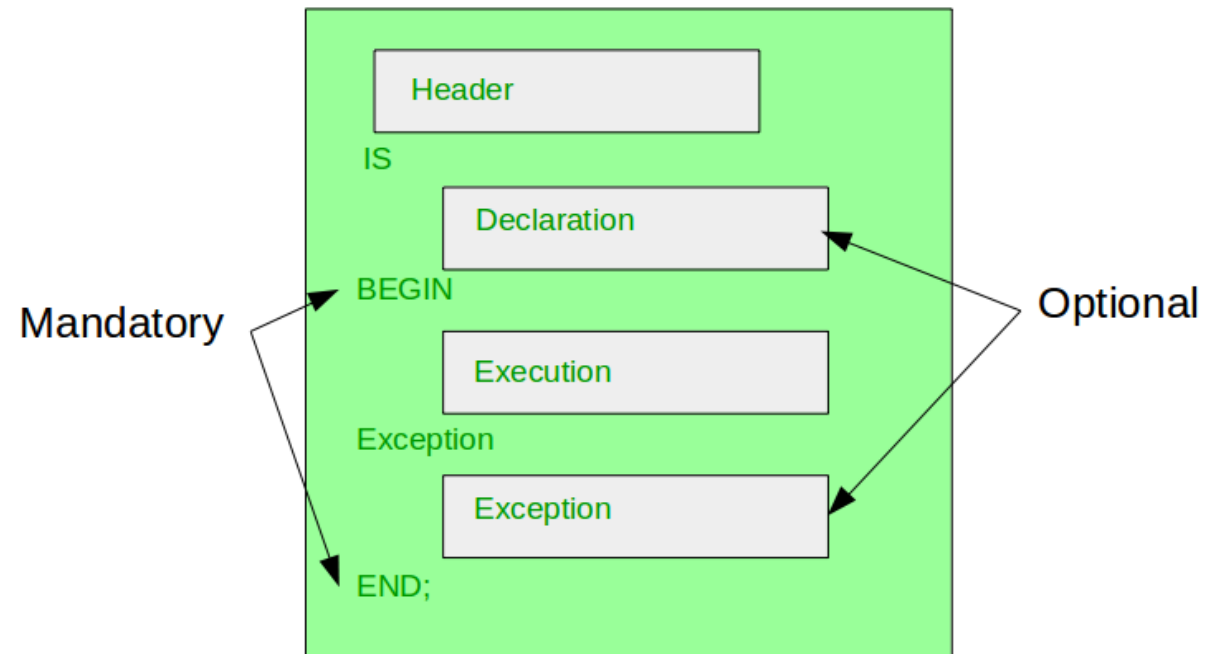 Header
IS
Declaration
BEGIN
Mandatory
Optional
Execution
Exception
Exception
END;